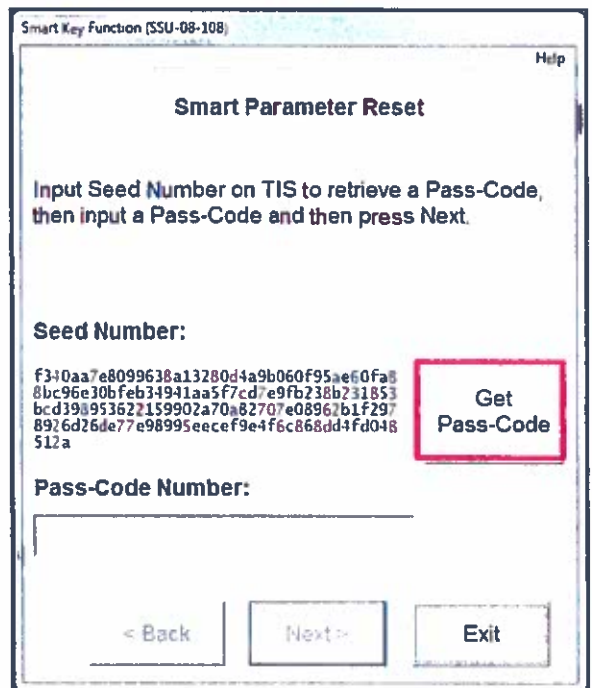 Smart Key Function (SSU-08-108)
Help
Smart Parameter Reset
Input Seed Number on TIS to retrieve a Pass-Code,
then input a Pass-Code and then press Next.
Seed Number:
f340aa7e8099638a13280d4a9b060f95ae60fa8
8bc96e30bfeb34941aa5f7cd7e9fb238b231853
bcd398953622159902a70a82707e08962b1f297
8926d26de77e98995eecef9e4f6c868dd4fd048
512a
Get
Pass-Code
Pass-Code Number:
< Back
Next >
Exit